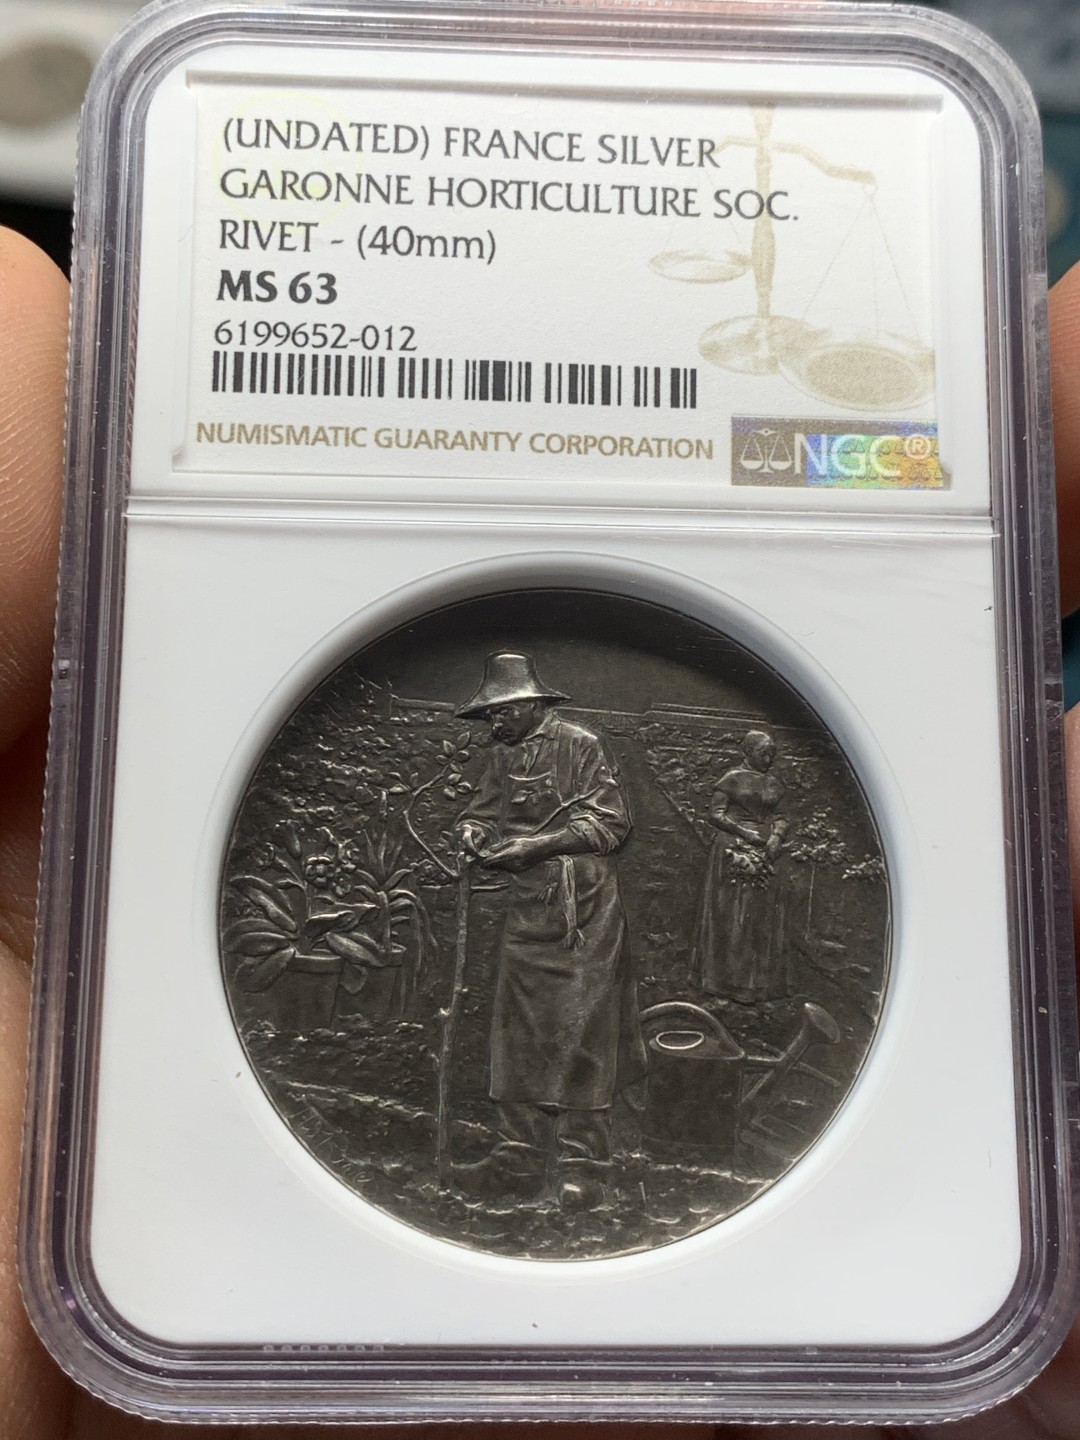 (UNDATED) FRANCE SILVER
GARONNE HORTICULTURE SOC.
RIVET - (40mm)
MS 63
6199652-012
NUMISMATIC GUARANTY CORPORATION
NGC®